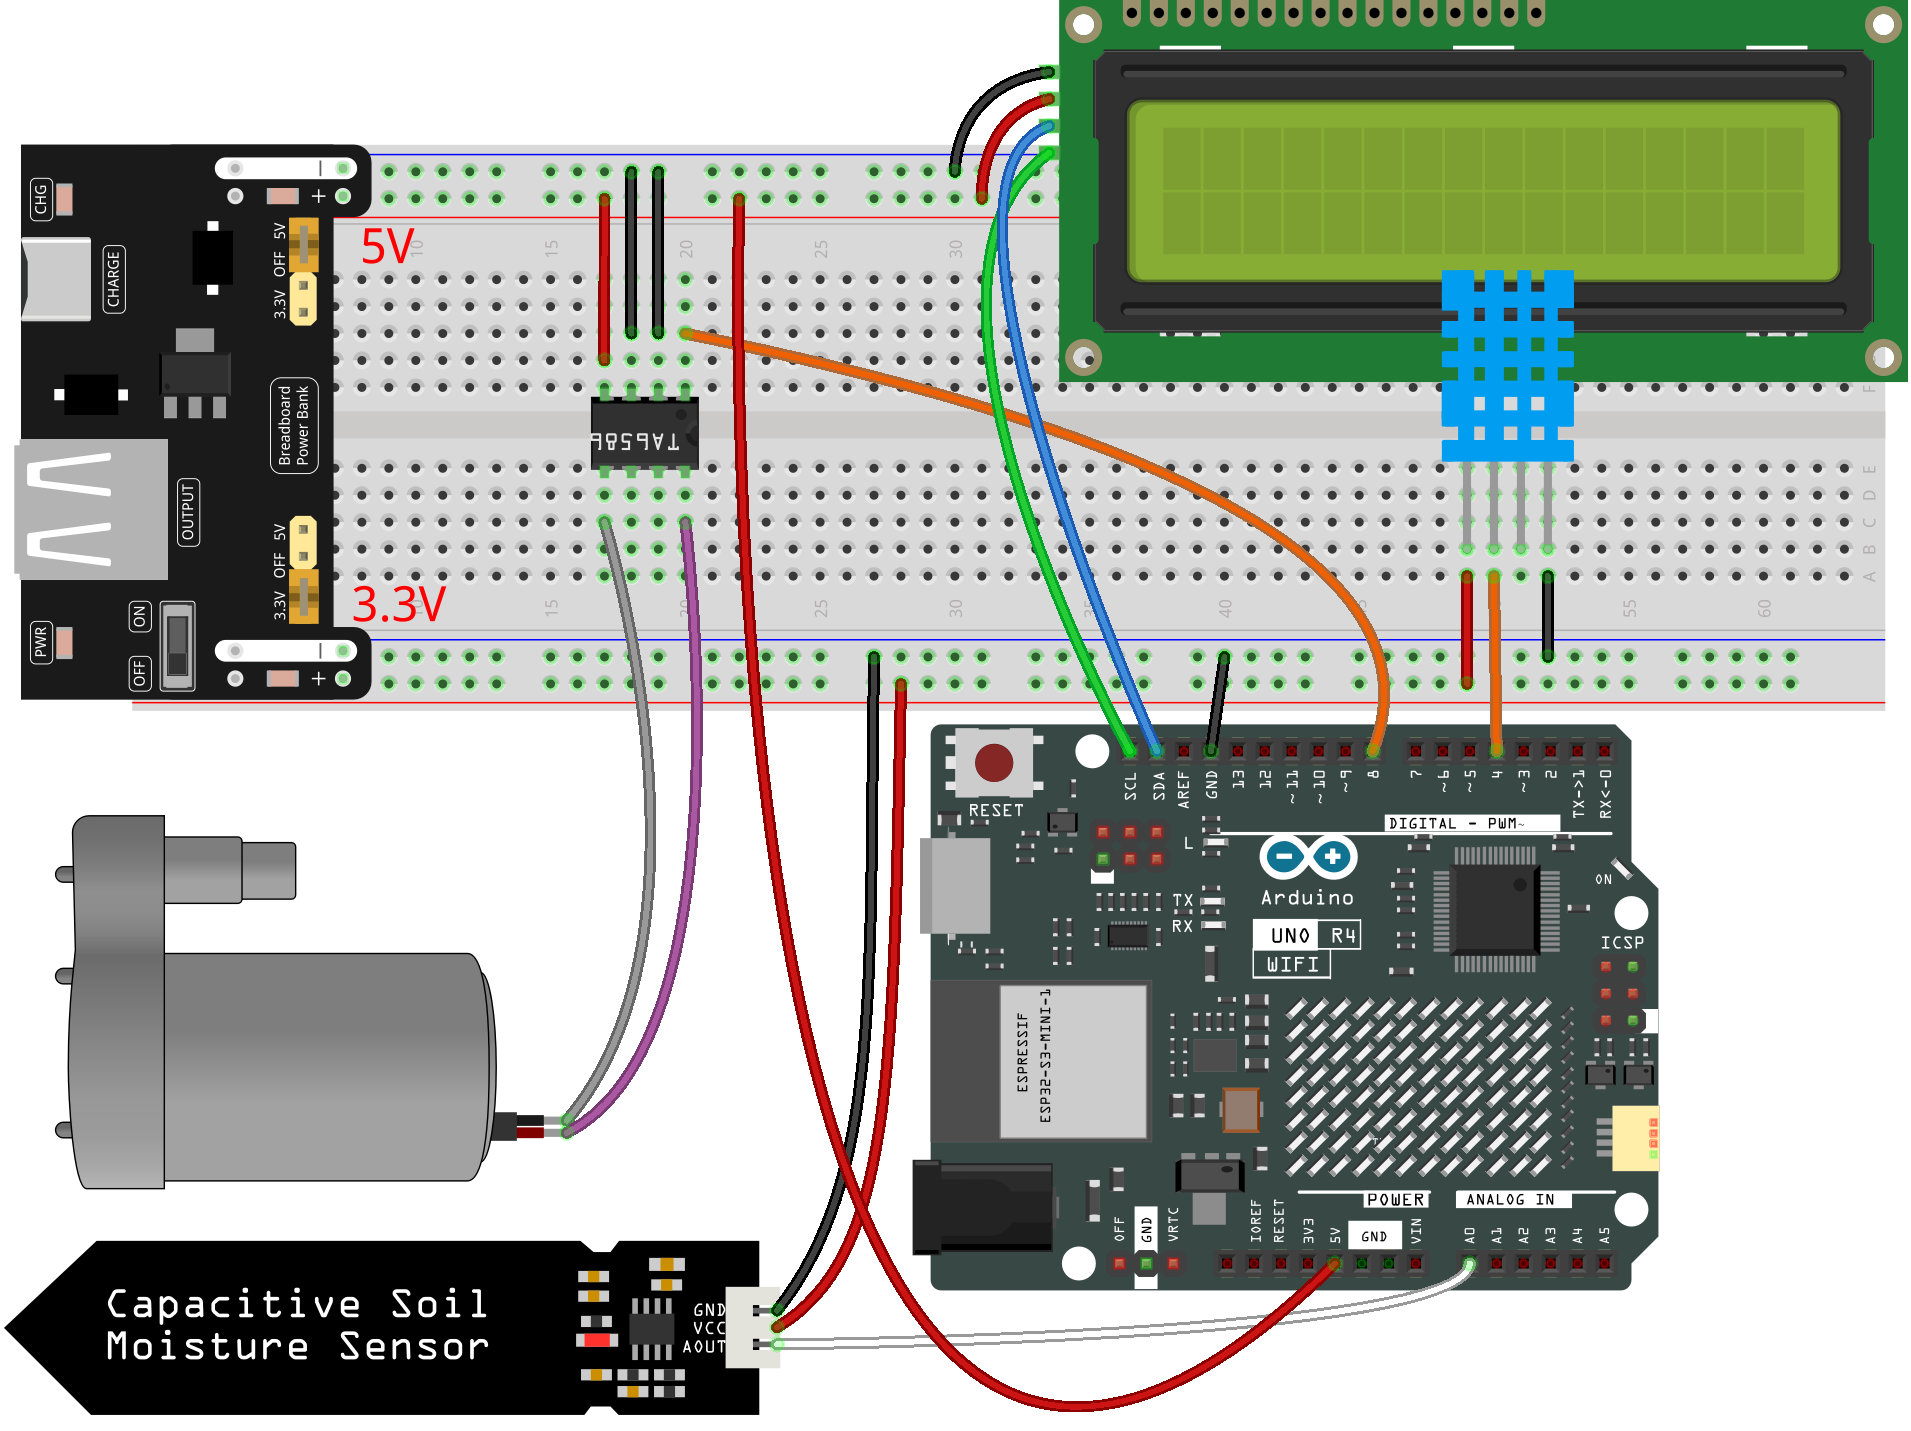 CHG
5V
OFF
3.3V
CHARGE
5V
10
15
20
25
30
Breadboard
Power Bank
TA6586
F
E
D
C
B
A
OUTPUT
5V
OFF
3.3V
3.3V
15
20
25
30
40
55
60
ON
OFF
PWR
RESET
SCL
SDA
AREF
GND
13
12
~11
~10
~9
8
7
~6
~5
4
~3
2
TX->1
RX<-0
DIGITAL - PWM~
L
TX
RX
Arduino
UNO R4
WIFI
ON
ICSP
ESPRESSIF
ESP32-S3-MINI-1
POWER
ANALOG IN
OFF
GND
VRTC
IOREF
RESET
3V3
5V
GND
VIN
A0
A1
A2
A3
A4
A5
Capacitive Soil
Moisture Sensor
GND
VCC
AOUT